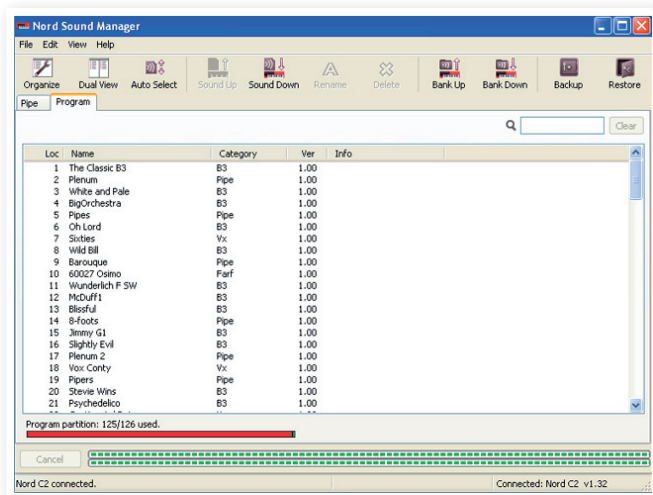 Nord Sound Manager
File Edit View Help
Organize Dual View Auto Select Sound Up Sound Down Rename Delete Bank Up Bank Down Backup Restore
Pipe Program
Clear
Loc Name Category Ver Info
1 The Classic B3 B3 1.00
2 Plenum Pipe 1.00
3 White and Pale B3 1.00
4 BigOrchestra B3 1.00
5 Pipes Pipe 1.00
6 Oh Lord B3 1.00
7 Sixties Vx 1.00
8 Wild Bill B3 1.00
9 Barouque Pipe 1.00
10 60027 Osimo Farf 1.00
11 Wunderlich F SW B3 1.00
12 McDuff1 B3 1.00
13 Blissful B3 1.00
14 8-foots Pipe 1.00
15 Jimmy G1 B3 1.00
16 Slightly Evil B3 1.00
17 Plenum 2 Pipe 1.00
18 Vox Conty Vx 1.00
19 Pipers Pipe 1.00
20 Stevie Wins B3 1.00
21 Psychedelico B3 1.00
Program partition: 125/126 used.
Cancel
Nord C2 connected. Connected: Nord C2 v1.32